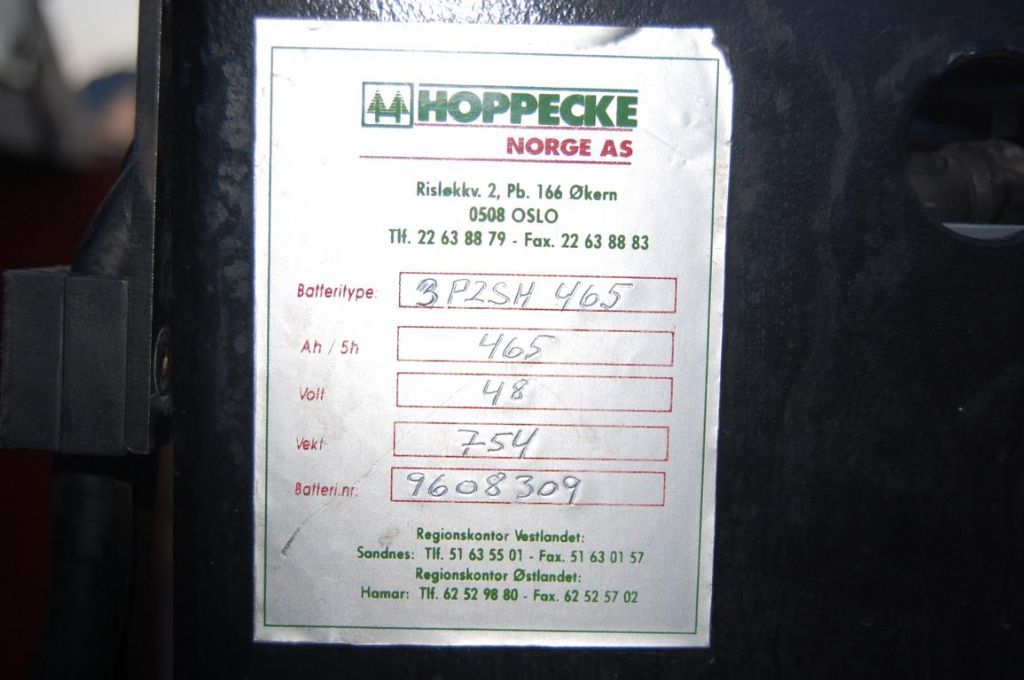 HOPPECKE
NORGE AS
Risløkkv. 2, Pb. 166 Økern
0508 OSLO
Tlf. 22 63 88 79 - Fax. 22 63 88 83
Batteritype: 3P2SH 465
Ah / 5h 465
Volt 48
Vekt 754
Batteri.nr: 9608309
Regionskontor Vestlandet:
Sandnes: Tlf. 51 63 55 01 - Fax. 51 63 01 57
Regionskontor Østlandet:
Hamar: Tlf. 62 52 98 80 - Fax. 62 52 57 02